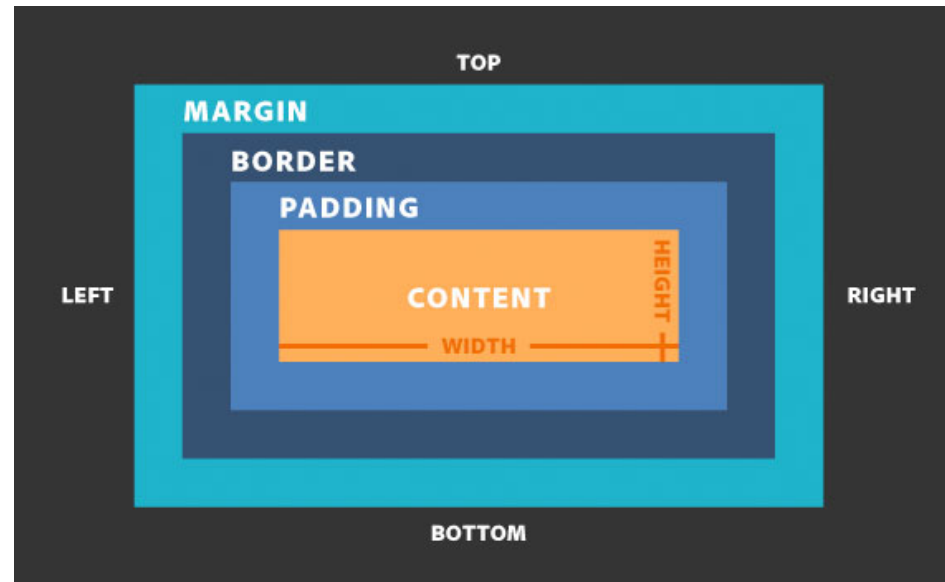 TOP
MARGIN
BORDER
PADDING
HEIGHT
LEFT
CONTENT
RIGHT
WIDTH
BOTTOM